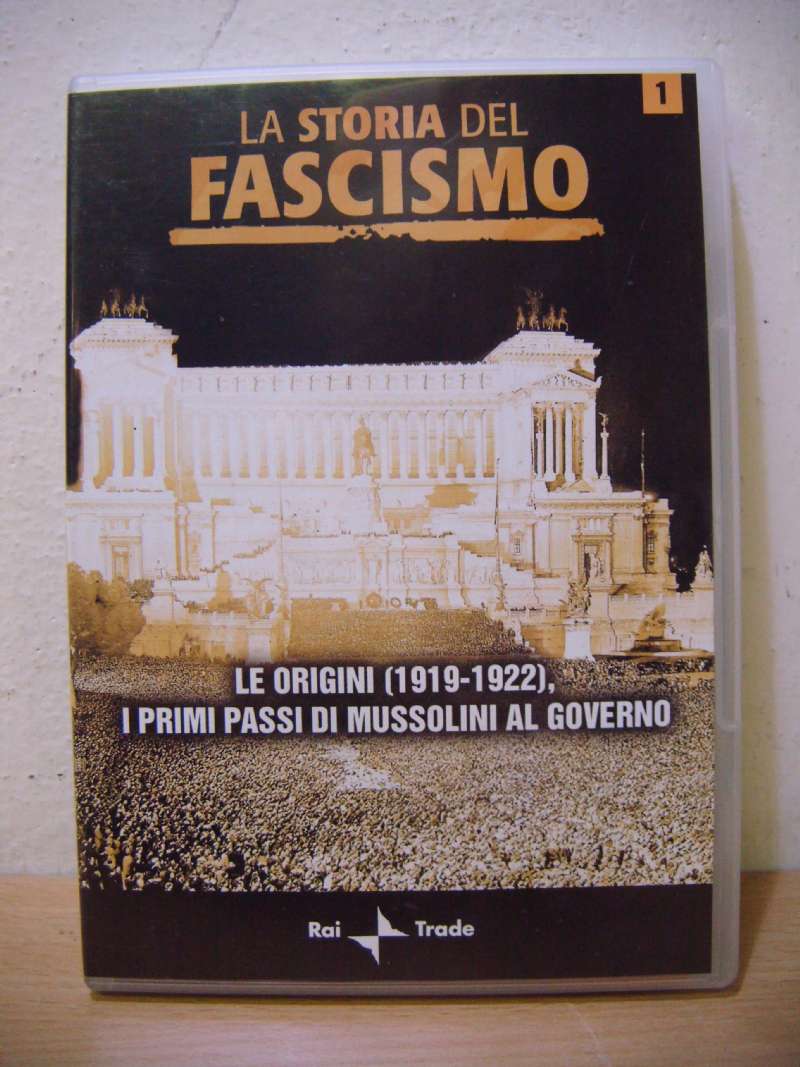 1
LA STORIA DEL
FASCISMO
LE ORIGINI (1919-1922),
I PRIMI PASSI DI MUSSOLINI AL GOVERNO
Rai Trade